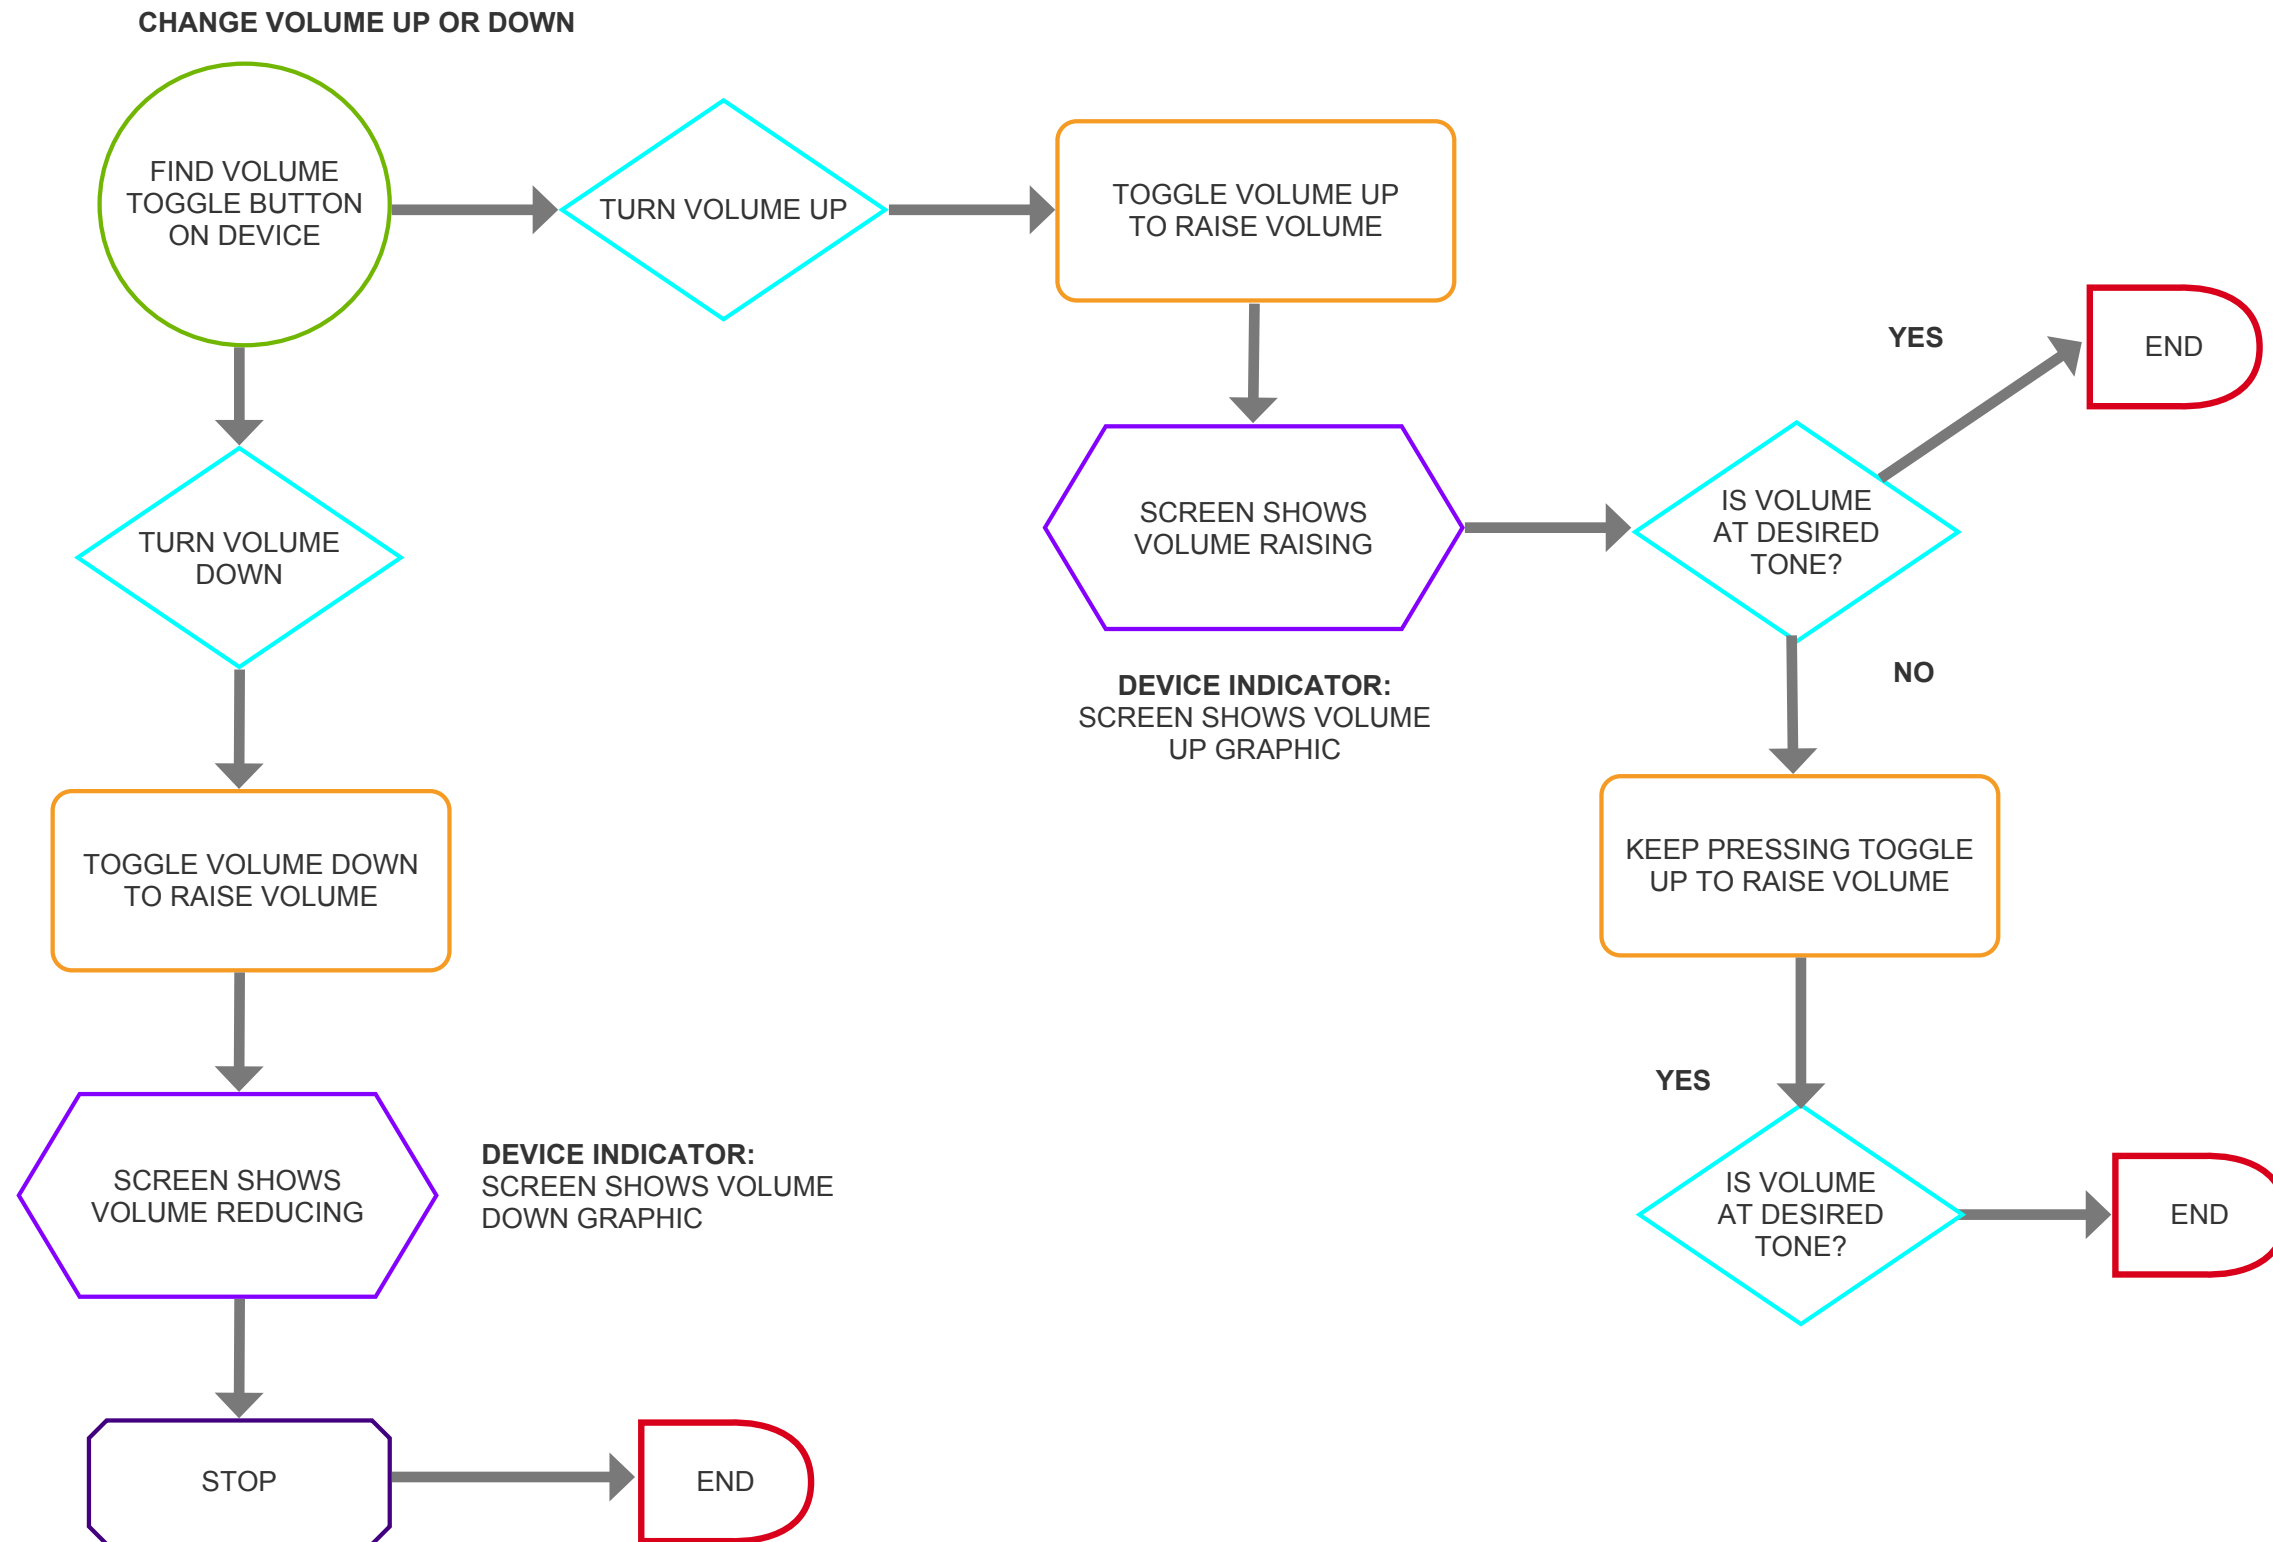 CHANGE VOLUME UP OR DOWN
FIND VOLUME
TOGGLE BUTTON
ON DEVICE
TURN VOLUME UP
TOGGLE VOLUME UP
TO RAISE VOLUME
YES
END
SCREEN SHOWS
VOLUME RAISING
IS VOLUME
AT DESIRED
TONE?
TURN VOLUME
DOWN
NO
DEVICE INDICATOR:
SCREEN SHOWS VOLUME
UP GRAPHIC
TOGGLE VOLUME DOWN
TO RAISE VOLUME
KEEP PRESSING TOGGLE
UP TO RAISE VOLUME
YES
SCREEN SHOWS
VOLUME REDUCING
DEVICE INDICATOR:
SCREEN SHOWS VOLUME
DOWN GRAPHIC
IS VOLUME
AT DESIRED
TONE?
END
STOP
END